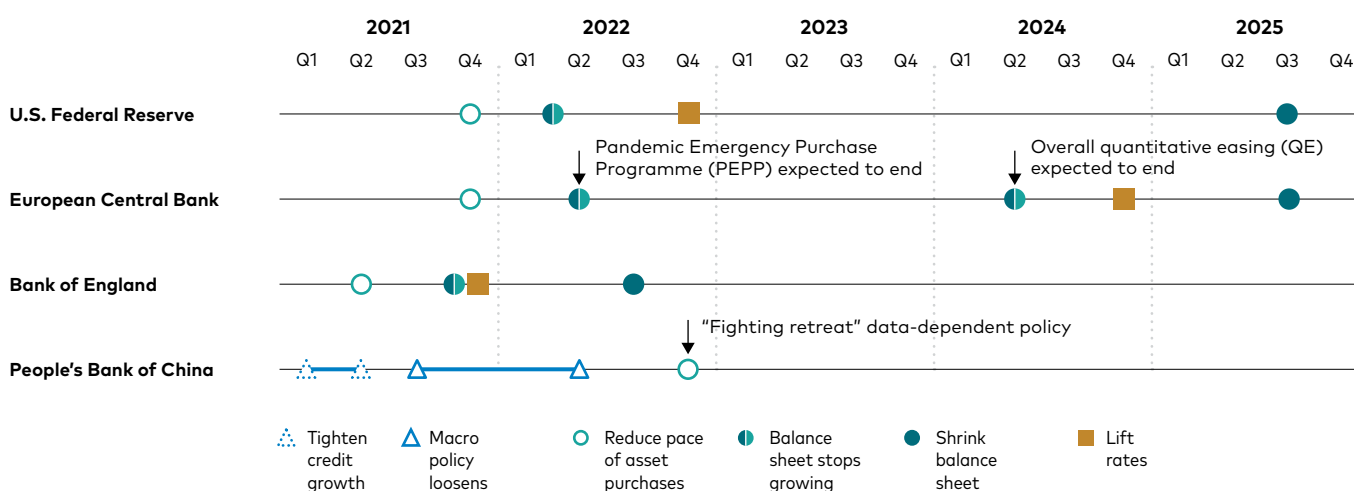 2021 2022 2023 2024 2025
Q1 Q2 Q3 Q4 Q1 Q2 Q3 Q4 Q1 Q2 Q3 Q4 Q1 Q2 Q3 Q4 Q1 Q2 Q3 Q4
U.S. Federal Reserve
Pandemic Emergency Purchase
Programme (PEPP) expected to end
Overall quantitative easing (QE)
expected to end
European Central Bank
Bank of England
“Fighting retreat” data-dependent policy
People’s Bank of China
Tighten
credit
growth
Macro
policy
loosens
Reduce pace
of asset
purchases
Balance
sheet stops
growing
Shrink
balance
sheet
Lift
rates